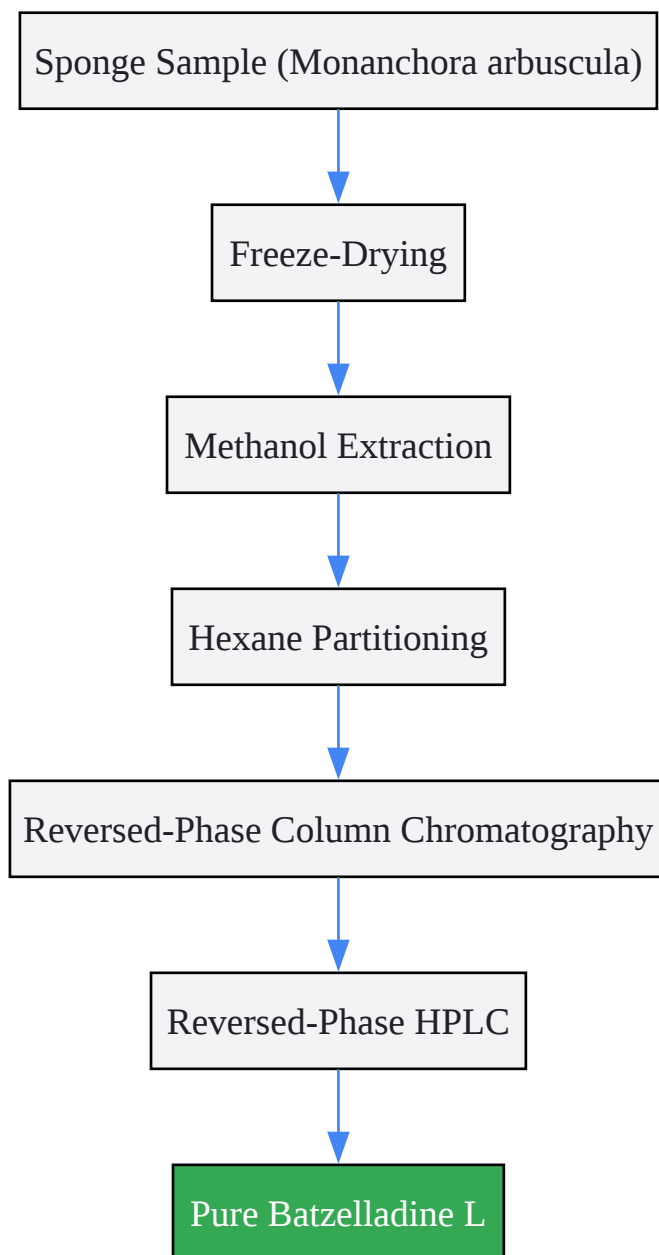 Sponge Sample (Monanchora arbuscula)
Freeze-Drying
Methanol Extraction
Hexane Partitioning
Reversed-Phase Column Chromatography
Reversed-Phase HPLC
Pure Batzelladine L